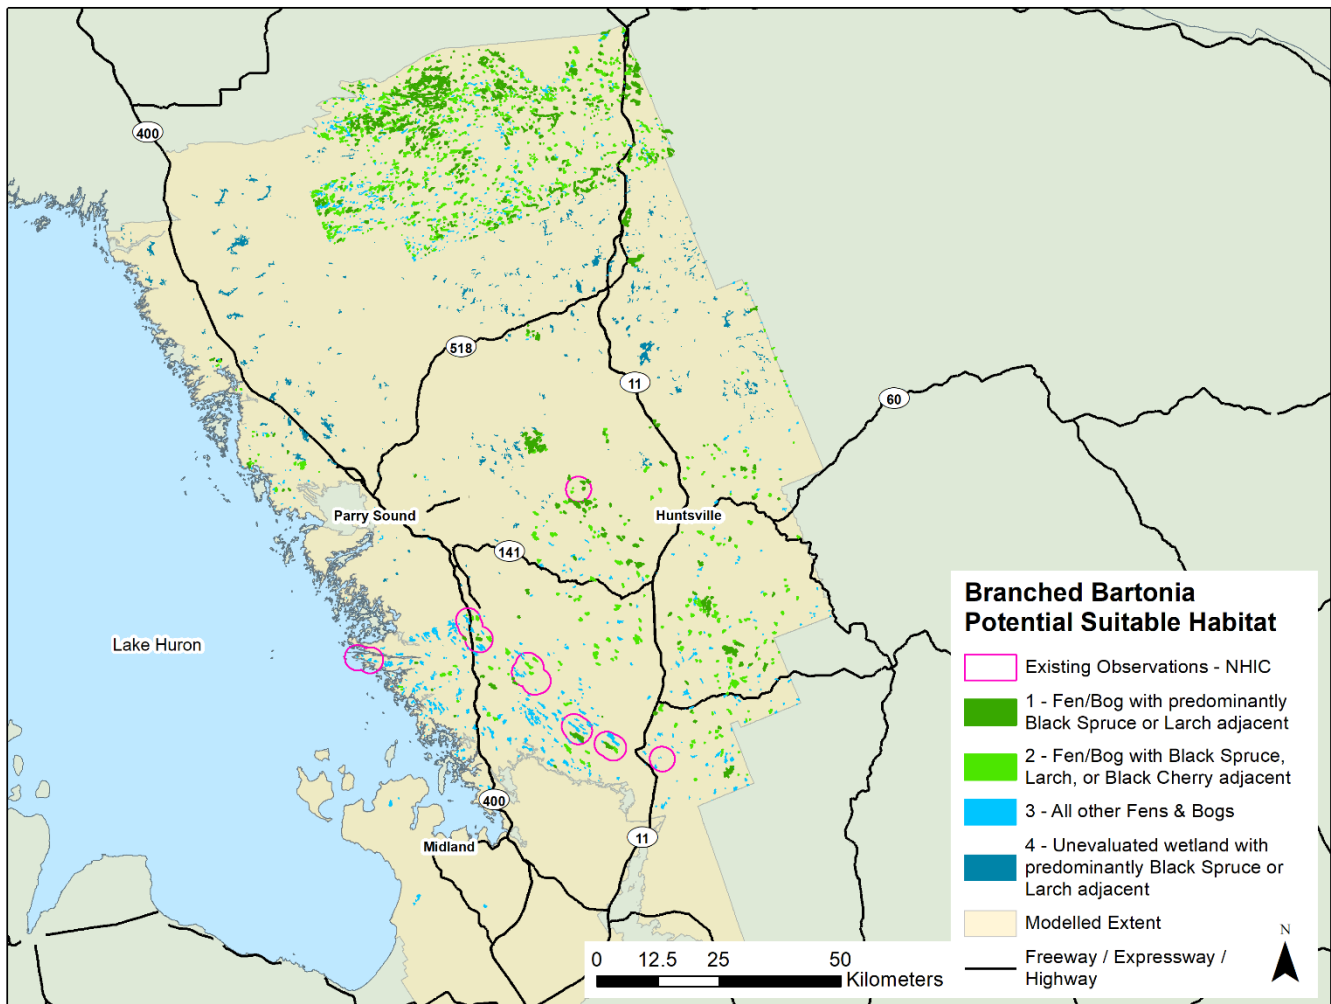 400
518
11
60
Parry Sound
Huntsville
141
Lake Huron
400
11
Midland
Branched Bartonia
Potential Suitable Habitat
Existing Observations - NHIC
1 - Fen/Bog with predominantly
Black Spruce or Larch adjacent
2 - Fen/Bog with Black Spruce,
Larch, or Black Cherry adjacent
3 - All other Fens & Bogs
4 - Unevaluated wetland with
predominantly Black Spruce or
Larch adjacent
Modelled Extent
Freeway / Expressway /
Highway
N
0 12.5 25 50
Kilometers